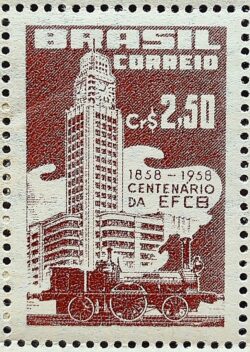 BRASIL
CORREIO
Cr$ 2,50
1858 - 1958
CENTENÁRIO
DA EFCB